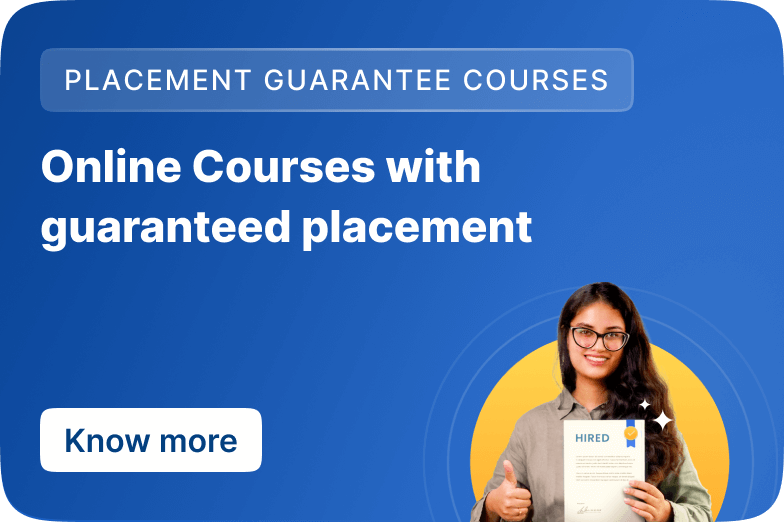 PLACEMENT GUARANTEE COURSES
Online Courses with
guaranteed placement
Know more
HIRED